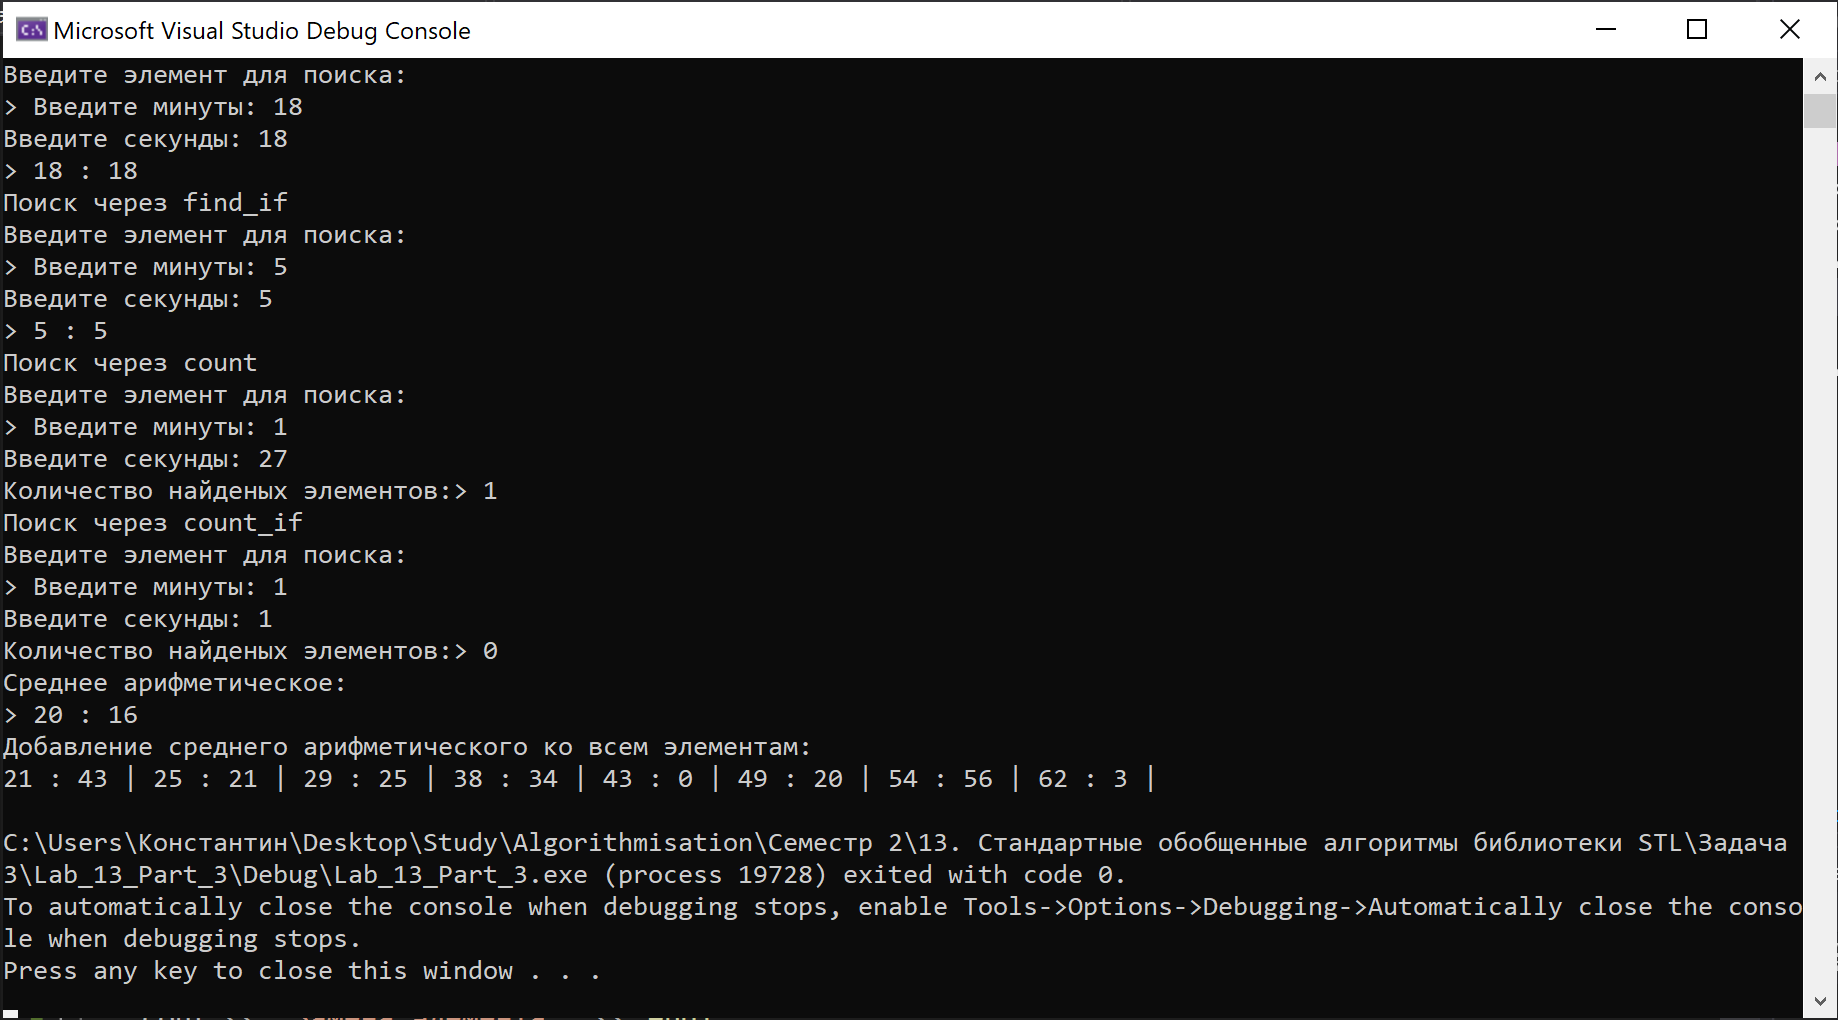 Microsoft Visual Studio Debug Console
Введите элемент для поиска:
> Введите минуты: 18
Введите секунды: 18
> 18 : 18
Поиск через find_if
Введите элемент для поиска:
> Введите минуты: 5
Введите секунды: 5
> 5 : 5
Поиск через count
Введите элемент для поиска:
> Введите минуты: 1
Введите секунды: 27
Количество найденых элементов:> 1
Поиск через count_if
Введите элемент для поиска:
> Введите минуты: 1
Введите секунды: 1
Количество найденых элементов:> 0
Среднее арифметическое:
> 20 : 16
Добавление среднего арифметического ко всем элементам:
21 : 43 | 25 : 21 | 29 : 25 | 38 : 34 | 43 : 0 | 49 : 20 | 54 : 56 | 62 : 3 |
C:\Users\Константин\Desktop\Study\Algorithmisation\Семестр 2\13. Стандартные обобщенные алгоритмы библиотеки STL\Задача
3\Lab_13_Part_3\Debug\Lab_13_Part_3.exe (process 19728) exited with code 0.
To automatically close the console when debugging stops, enable Tools->Options->Debugging->Automatically close the conso
le when debugging stops.
Press any key to close this window . . .